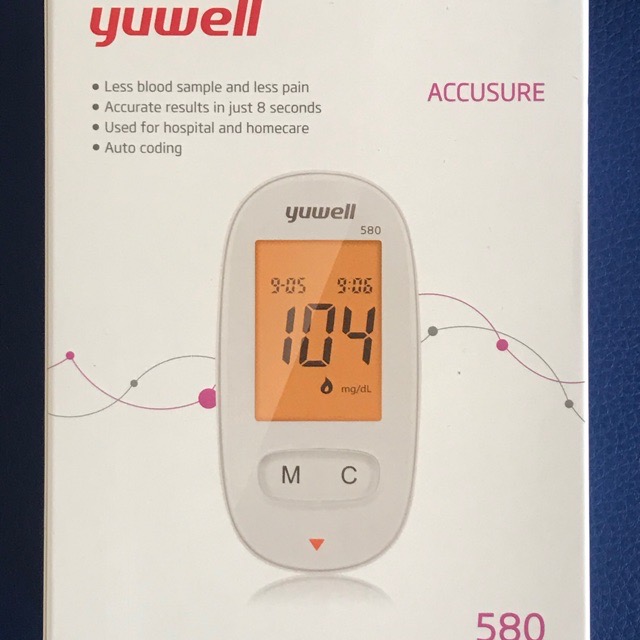 yuwell
• Less blood sample and less pain
ACCUSURE
• Accurate results in just 8 seconds
• Used for hospital and homecare
• Auto coding
yuwell
580
9-05 9:06
104
mg/dL
M C
580